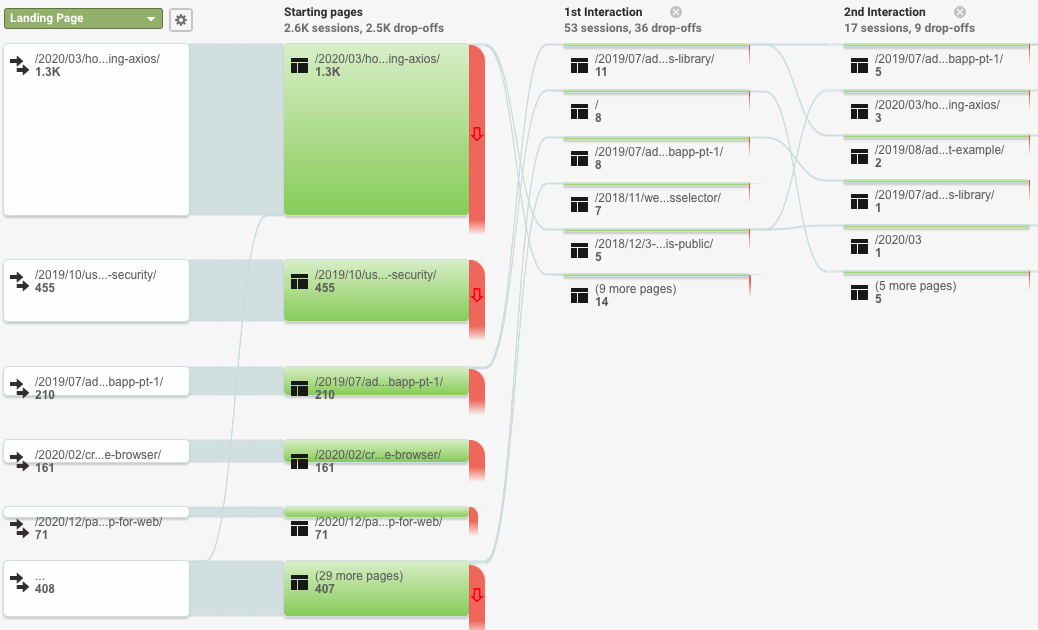 Landing Page
/2020/03/ho...ing-axios/
1.3K
/2019/10/us...-security/
455
/2019/07/ad...bapp-pt-1/
210
/2020/02/cr...e-browser/
161
/2020/12/pa...p-for-web/
71
...
408
Starting pages
2.6K sessions, 2.5K drop-offs
/2020/03/ho...ing-axios/
1.3K
/2019/10/us...-security/
455
/2019/07/ad...bapp-pt-1/
210
/2020/02/cr...e-browser/
161
/2020/12/pa...p-for-web/
71
(29 more pages)
407
1st Interaction
53 sessions, 36 drop-offs
/2019/07/ad...s-library/
11
/
8
/2019/07/ad...bapp-pt-1/
8
/2018/11/we...sselector/
7
/2018/12/3-...is-public/
5
(9 more pages)
14
2nd Interaction
17 sessions, 9 drop-offs
/2019/07/ad...bapp-pt-1/
5
/2020/03/ho...ing-axios/
3
/2019/08/ad...t-example/
2
/2019/07/ad...s-library/
1
/2020/03
1
(5 more pages)
5